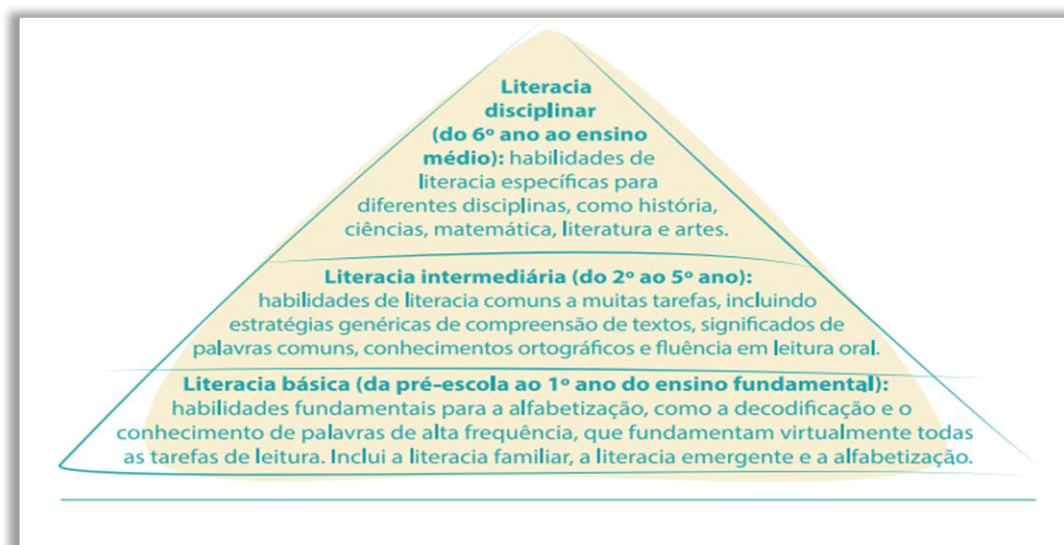 Literacia
disciplinar
(do 6º ano ao ensino
médio): habilidades de
literacia específicas para
diferentes disciplinas, como história,
ciências, matemática, literatura e artes.
Literacia intermediária (do 2º ao 5º ano):
habilidades de literacia comuns a muitas tarefas, incluindo
estratégias genéricas de compreensão de textos, significados de
palavras comuns, conhecimentos ortográficos e fluência em leitura oral.
Literacia básica (da pré-escola ao 1º ano do ensino fundamental):
habilidades fundamentais para a alfabetização, como a decodificação e o
conhecimento de palavras de alta frequência, que fundamentam virtualmente todas
as tarefas de leitura. Inclui a literacia familiar, a literacia emergente e a alfabetização.